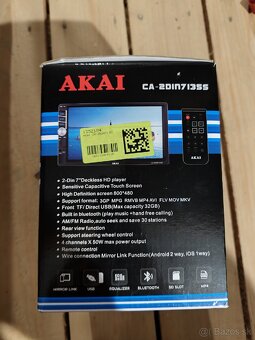 AKAI
CA-2DIN7135S
AKAI
AKAI
• 2-Din 7" Deckless HD player
• Sensitive Capacitive Touch Screen
• High Definition screen 800*480
• Support format: 3GP MPG RMVB MP4 AVI FLV MOV MKV
• Front TF/ Direct USB(Max capacity 32GB)
• Built in bluetooth (play music +hand free calling)
• AM/FM Radio,auto seek and save 30 stations
• Rear view function
• Support steering wheel control
• 4 channels X 50W max power output
• Remote control
• Wire connection Mirror Link Function(Android 2 way, iOS 1way)
MIRROR LINK
USB
EQUALIZER
BLUETOOTH
SD SLOT
MP4